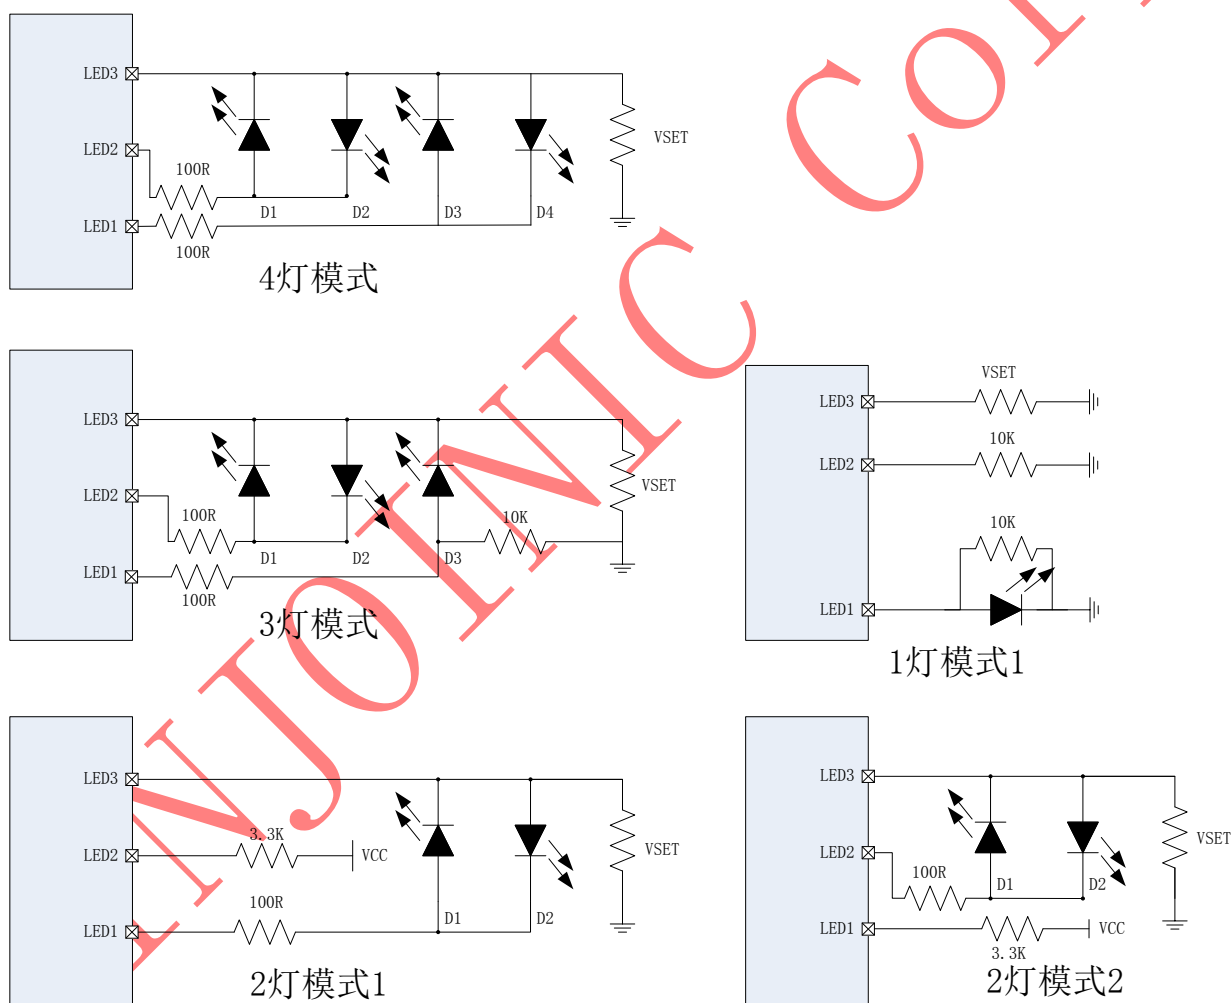 LED3
VSET
LED2
100R
D1
D2
D3
D4
LED1
100R
4灯模式
LED3
LED2
VSET
100R
10K
D1
D2
D3
LED1
100R
3灯模式
VSET
LED3
10K
LED2
10K
LED1
1灯模式1
LED3
3.3K
VSET
LED2
VCC
100R
D1
D2
LED1
2灯模式1
LED3
VSET
LED2
100R
D1
D2
LED1
VCC
3.3K
2灯模式2
NJOINIC Cor